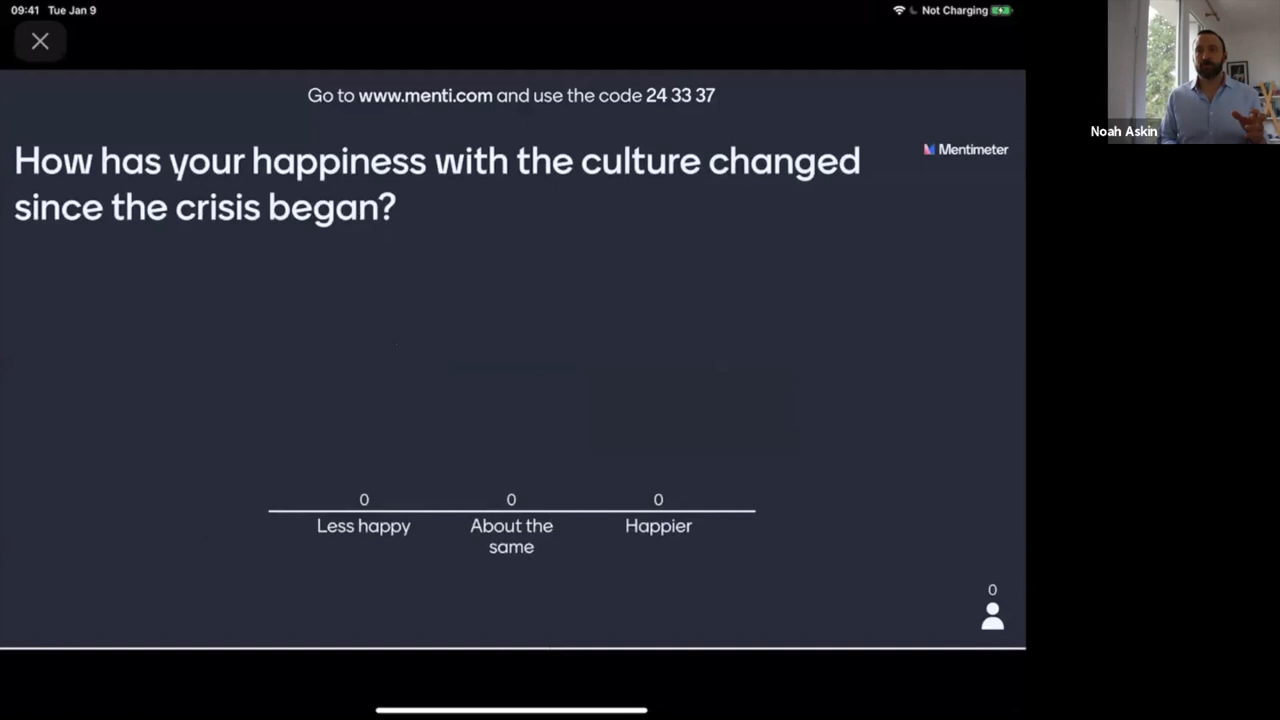 09:41 Tue Jan 9
Not Charging
Go to www.menti.com and use the code 24 33 37
How has your happiness with the culture changed
since the crisis began?
Mentimeter
Noah Askin
0 0 0
Less happy About the Happier
same
0